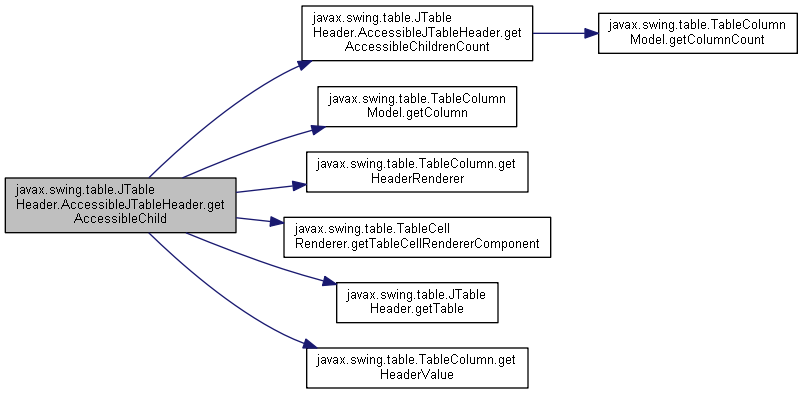 javax.swing.table.JTable
Header.AccessibleJTableHeader.get
AccessibleChild
javax.swing.table.JTable
Header.AccessibleJTableHeader.get
AccessibleChildrenCount
javax.swing.table.TableColumn
Model.getColumnCount
javax.swing.table.TableColumn
Model.getColumn
javax.swing.table.TableColumn.get
HeaderRenderer
javax.swing.table.TableCell
Renderer.getTableCellRendererComponent
javax.swing.table.JTable
Header.getTable
javax.swing.table.TableColumn.get
HeaderValue